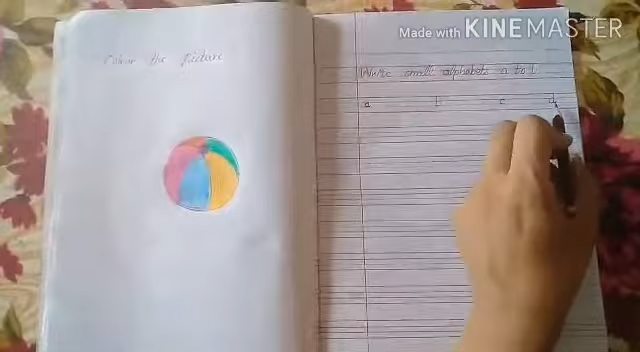 Made with KINEMASTER
Colour the picture
Write small alphabets a to l
a b c d